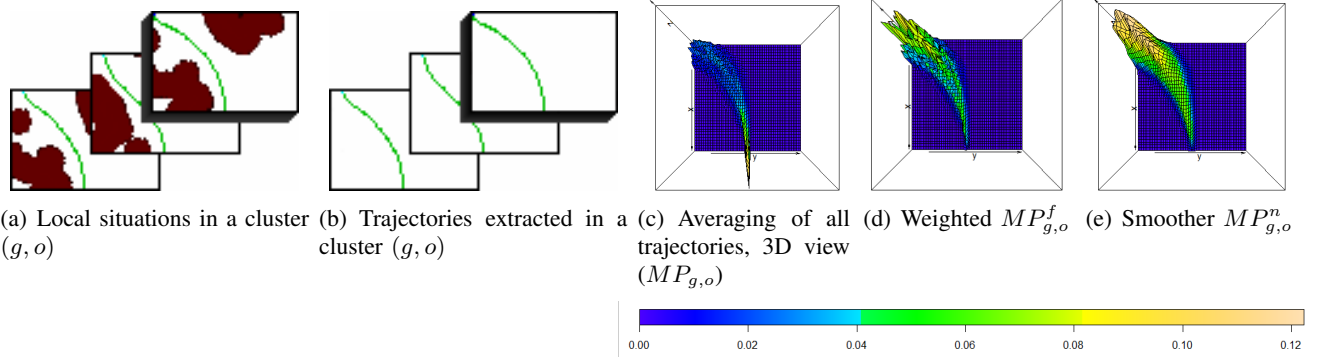 z
x
y
x
y
x
y
(a) Local situations in a cluster
(g, o)
(b) Trajectories extracted in a
cluster (g, o)
(c) Averaging of all
trajectories, 3D view
(MP_{g,o})
(d) Weighted MP^f_{g,o}
(e) Smoother MP^n_{g,o}
0.00 0.02 0.04 0.06 0.08 0.10 0.12